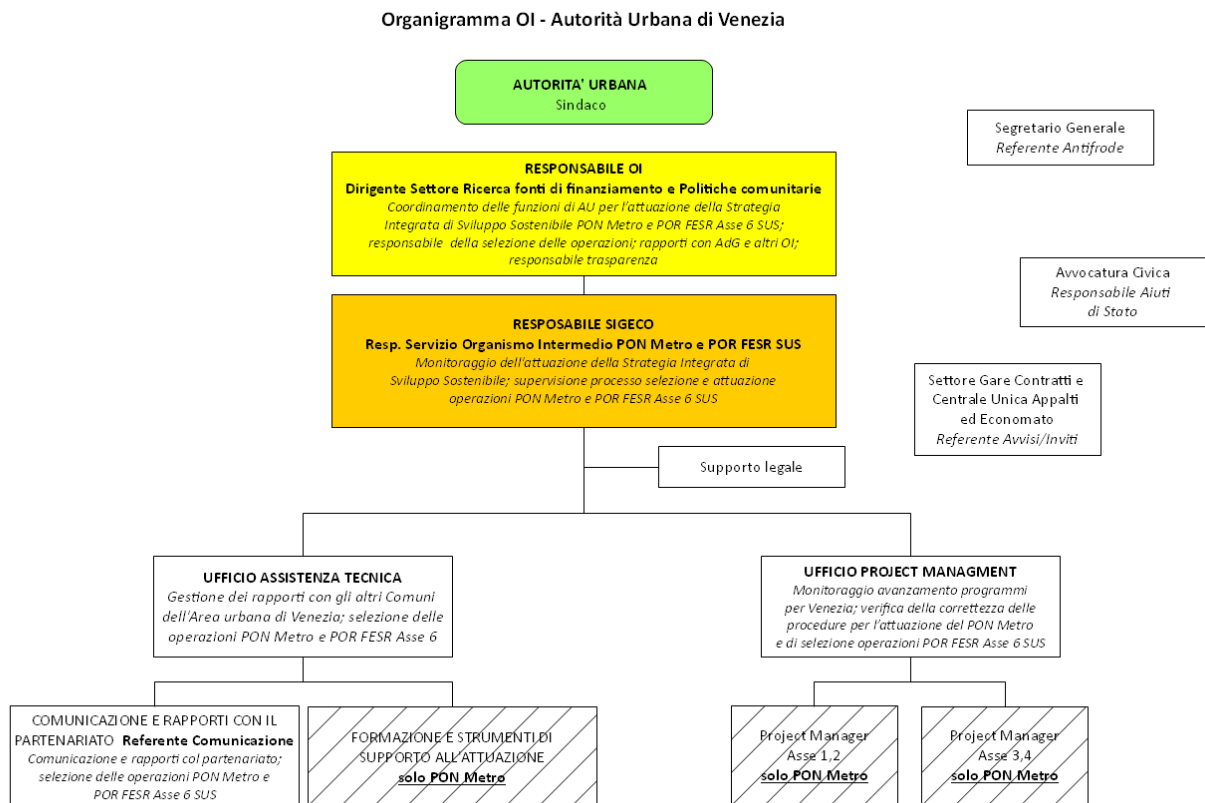 Organigramma OI - Autorità Urbana di Venezia
AUTORITA' URBANA
Sindaco
Segretario Generale
Referente Antifrode
RESPONSABILE OI
Dirigente Settore Ricerca fonti di finanziamento e Politiche comunitarie
Coordinamento delle funzioni di AU per l'attuazione della Strategia
Integrata di Sviluppo Sostenibile PON Metro e POR FESR Asse 6 SUS;
responsabile della selezione delle operazioni; rapporti con AdG e altri OI;
responsabile trasparenza
Avvocatura Civica
Responsabile Aiuti
di Stato
RESPOSABILE SIGECO
Resp. Servizio Organismo Intermedio PON Metro e POR FESR SUS
Monitoraggio dell'attuazione della Strategia Integrata di
Sviluppo Sostenibile; supervisione processo selezione e attuazione
operazioni PON Metro e POR FESR Asse 6 SUS
Settore Gare Contratti e
Centrale Unica Appalti
ed Economato
Referente Avvisi/Inviti
Supporto legale
UFFICIO ASSISTENZA TECNICA
Gestione dei rapporti con gli altri Comuni
dell'Area urbana di Venezia; selezione delle
operazioni PON Metro e POR FESR Asse 6
UFFICIO PROJECT MANAGMENT
Monitoraggio avanzamento programmi
per Venezia; verifica della correttezza delle
procedure per l'attuazione del PON Metro
e di selezione operazioni POR FESR Asse 6 SUS
COMUNICAZIONE E RAPPORTI CON IL
PARTENARIATO Referente Comunicazione
Comunicazione e rapporti col partenariato;
selezione delle operazioni PON Metro e
POR FESR Asse 6 SUS
FORMAZIONE E STRUMENTI DI
SUPPORTO ALL'ATTUAZIONE
solo PON Metro
Project Manager
Asse 1,2
solo PON Metro
Project Manager
Asse 3,4
solo PON Metro